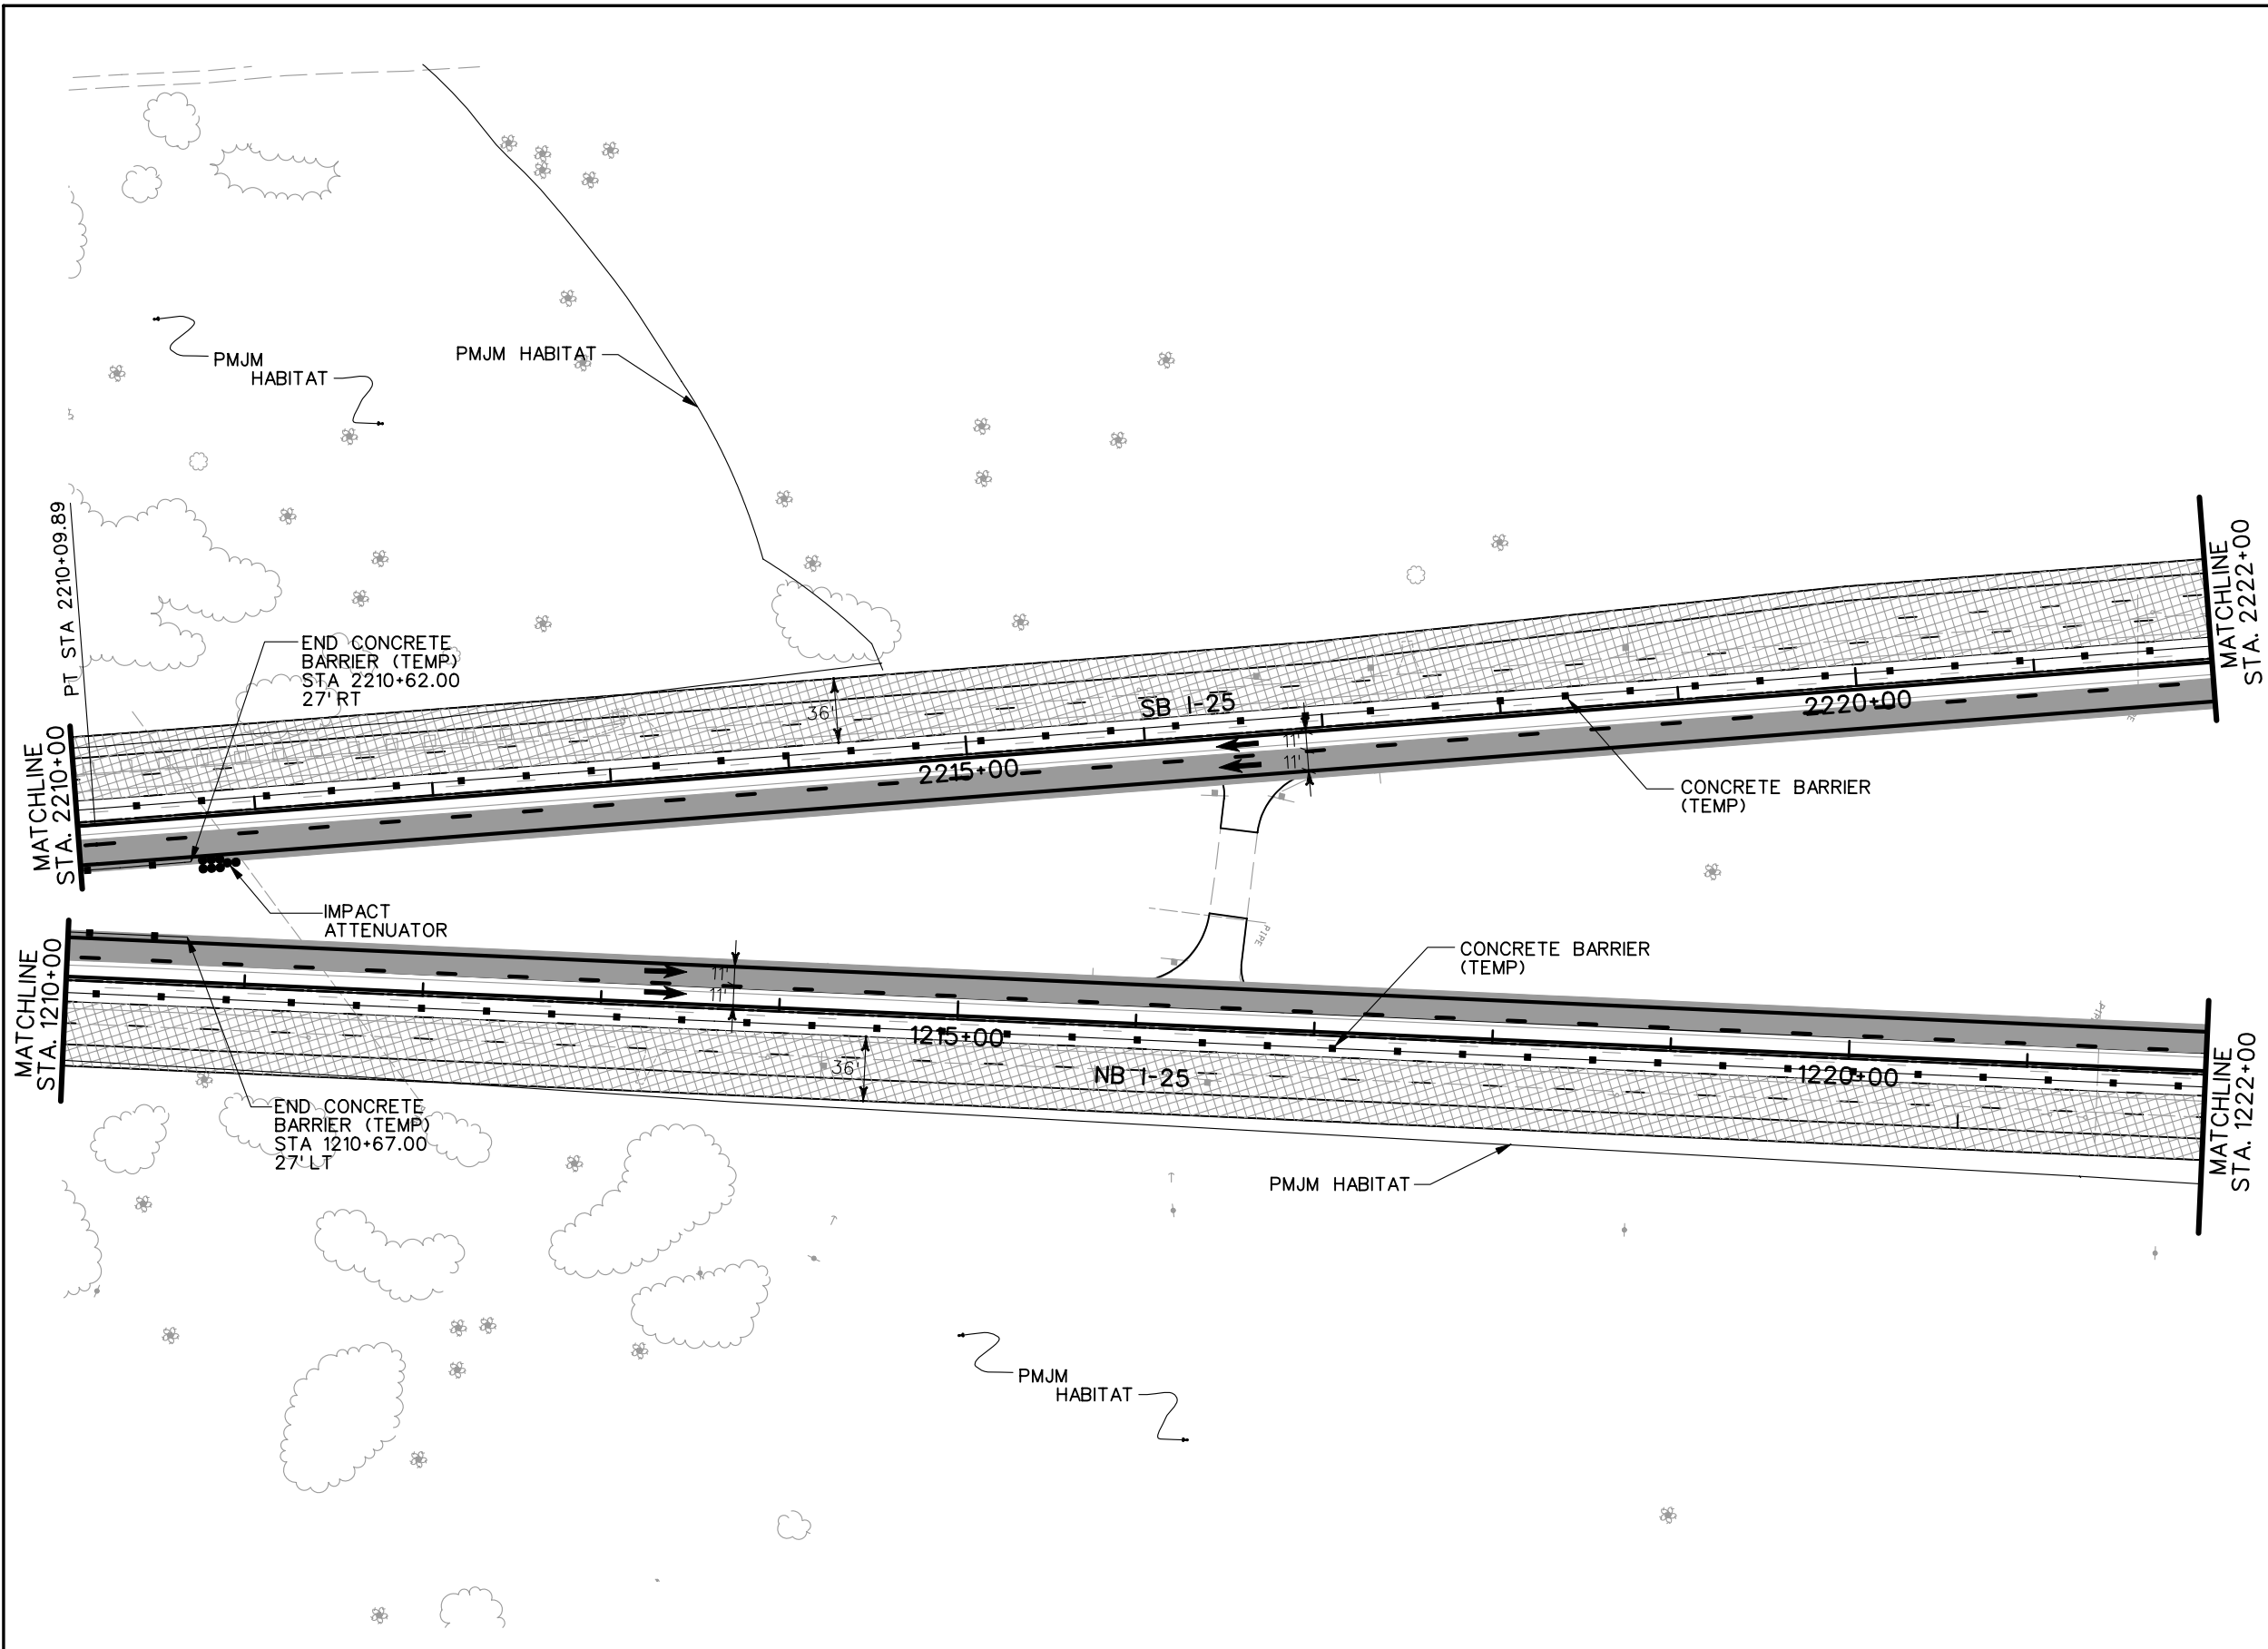 PMJM
HABITAT
PMJM HABITAT
PT STA 2210+09.89
END CONCRETE
BARRIER (TEMP)
STA 2210+62.00
27' RT
MATCHLINE
STA. 2210+00
MATCHLINE
STA. 2222+00
36'
SB I-25
11'
11'
2215+00
2220+00
CONCRETE BARRIER
(TEMP)
IMPACT
ATTENUATOR
PIPE
MATCHLINE
STA. 1210+00
11'
11'
CONCRETE BARRIER
(TEMP)
1215+00
36'
NB I-25
1220+00
MATCHLINE
STA. 1222+00
END CONCRETE
BARRIER (TEMP)
STA 1210+67.00
27' LT
PMJM HABITAT
PMJM
HABITAT